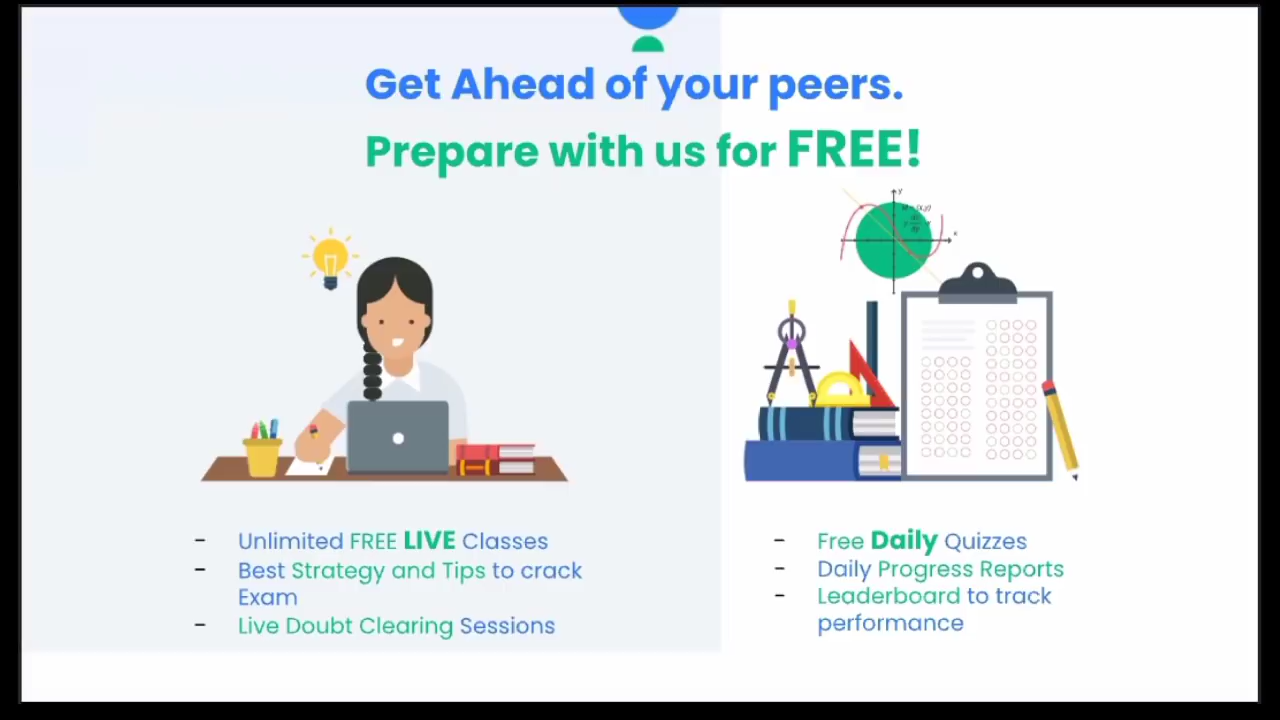 Get Ahead of your peers.
Prepare with us for FREE!
y
x
- Unlimited FREE LIVE Classes
- Best Strategy and Tips to crack
Exam
- Live Doubt Clearing Sessions
- Free Daily Quizzes
- Daily Progress Reports
- Leaderboard to track
performance